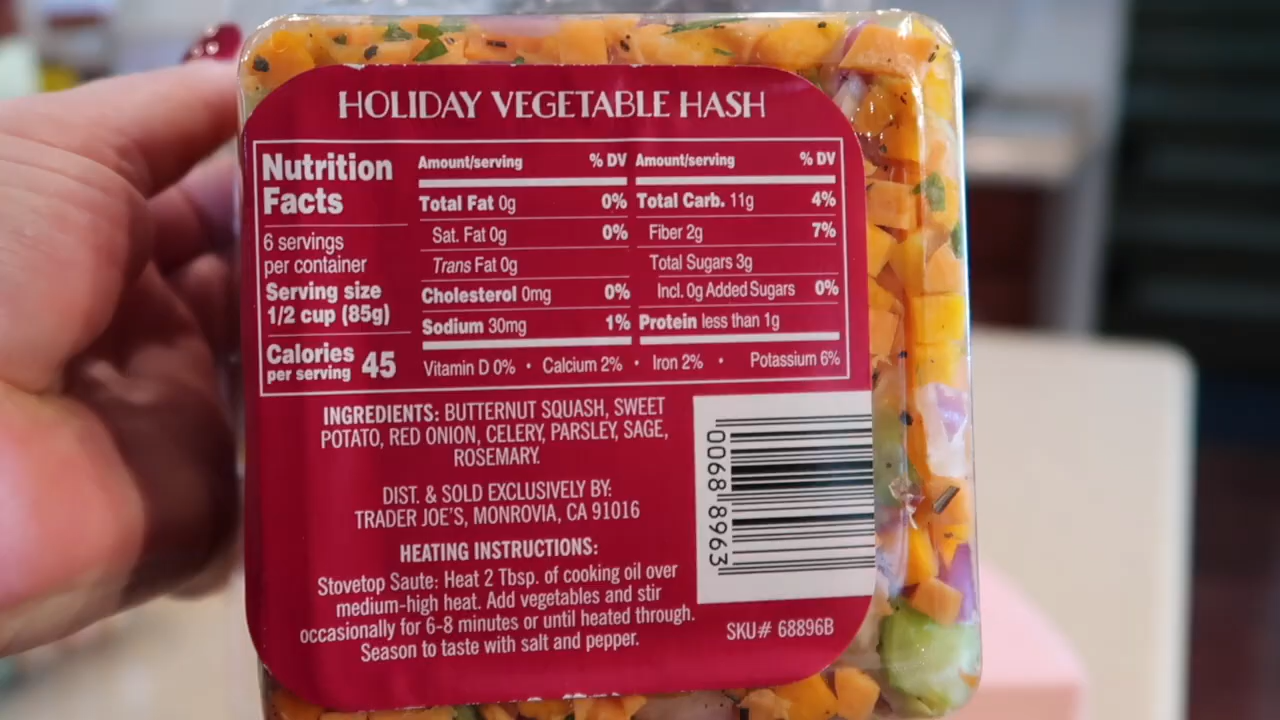 HOLIDAY VEGETABLE HASH
Nutrition
Facts
6 servings
per container
Serving size
1/2 cup (85g)
Calories
per serving 45
Amount/serving % DV
Total Fat 0g 0%
Sat. Fat 0g 0%
Trans Fat 0g
Cholesterol 0mg 0%
Sodium 30mg 1%
Amount/serving % DV
Total Carb. 11g 4%
Fiber 2g 7%
Total Sugars 3g
Incl. 0g Added Sugars 0%
Protein less than 1g
Vitamin D 0% • Calcium 2% • Iron 2% • Potassium 6%
INGREDIENTS: BUTTERNUT SQUASH, SWEET
POTATO, RED ONION, CELERY, PARSLEY, SAGE,
ROSEMARY.
DIST. & SOLD EXCLUSIVELY BY:
TRADER JOE'S, MONROVIA, CA 91016
HEATING INSTRUCTIONS:
Stovetop Saute: Heat 2 Tbsp. of cooking oil over
medium-high heat. Add vegetables and stir
occasionally for 6-8 minutes or until heated through.
Season to taste with salt and pepper.
0068 8963
SKU# 68896B